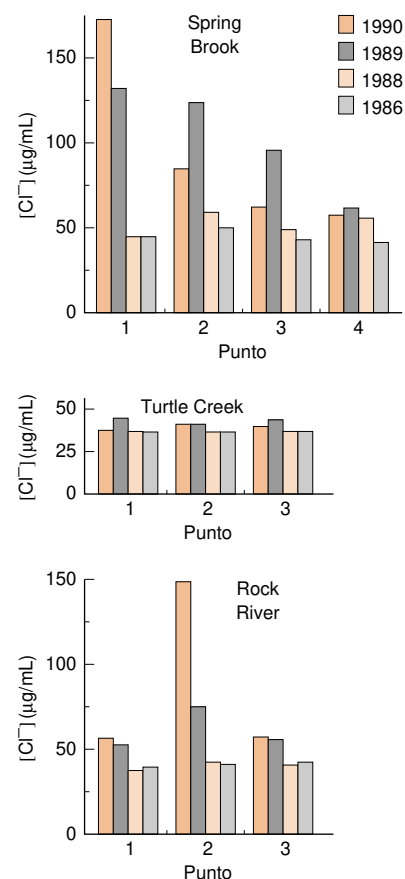 Spring
Brook
1990
1989
1988
1986
[Cl⁻] (μg/mL)
150
100
50
0
1 2 3 4
Punto
Turtle Creek
[Cl⁻] (μg/mL)
50
25
0
1 2 3
Punto
Rock
River
[Cl⁻] (μg/mL)
150
100
50
0
1 2 3
Punto